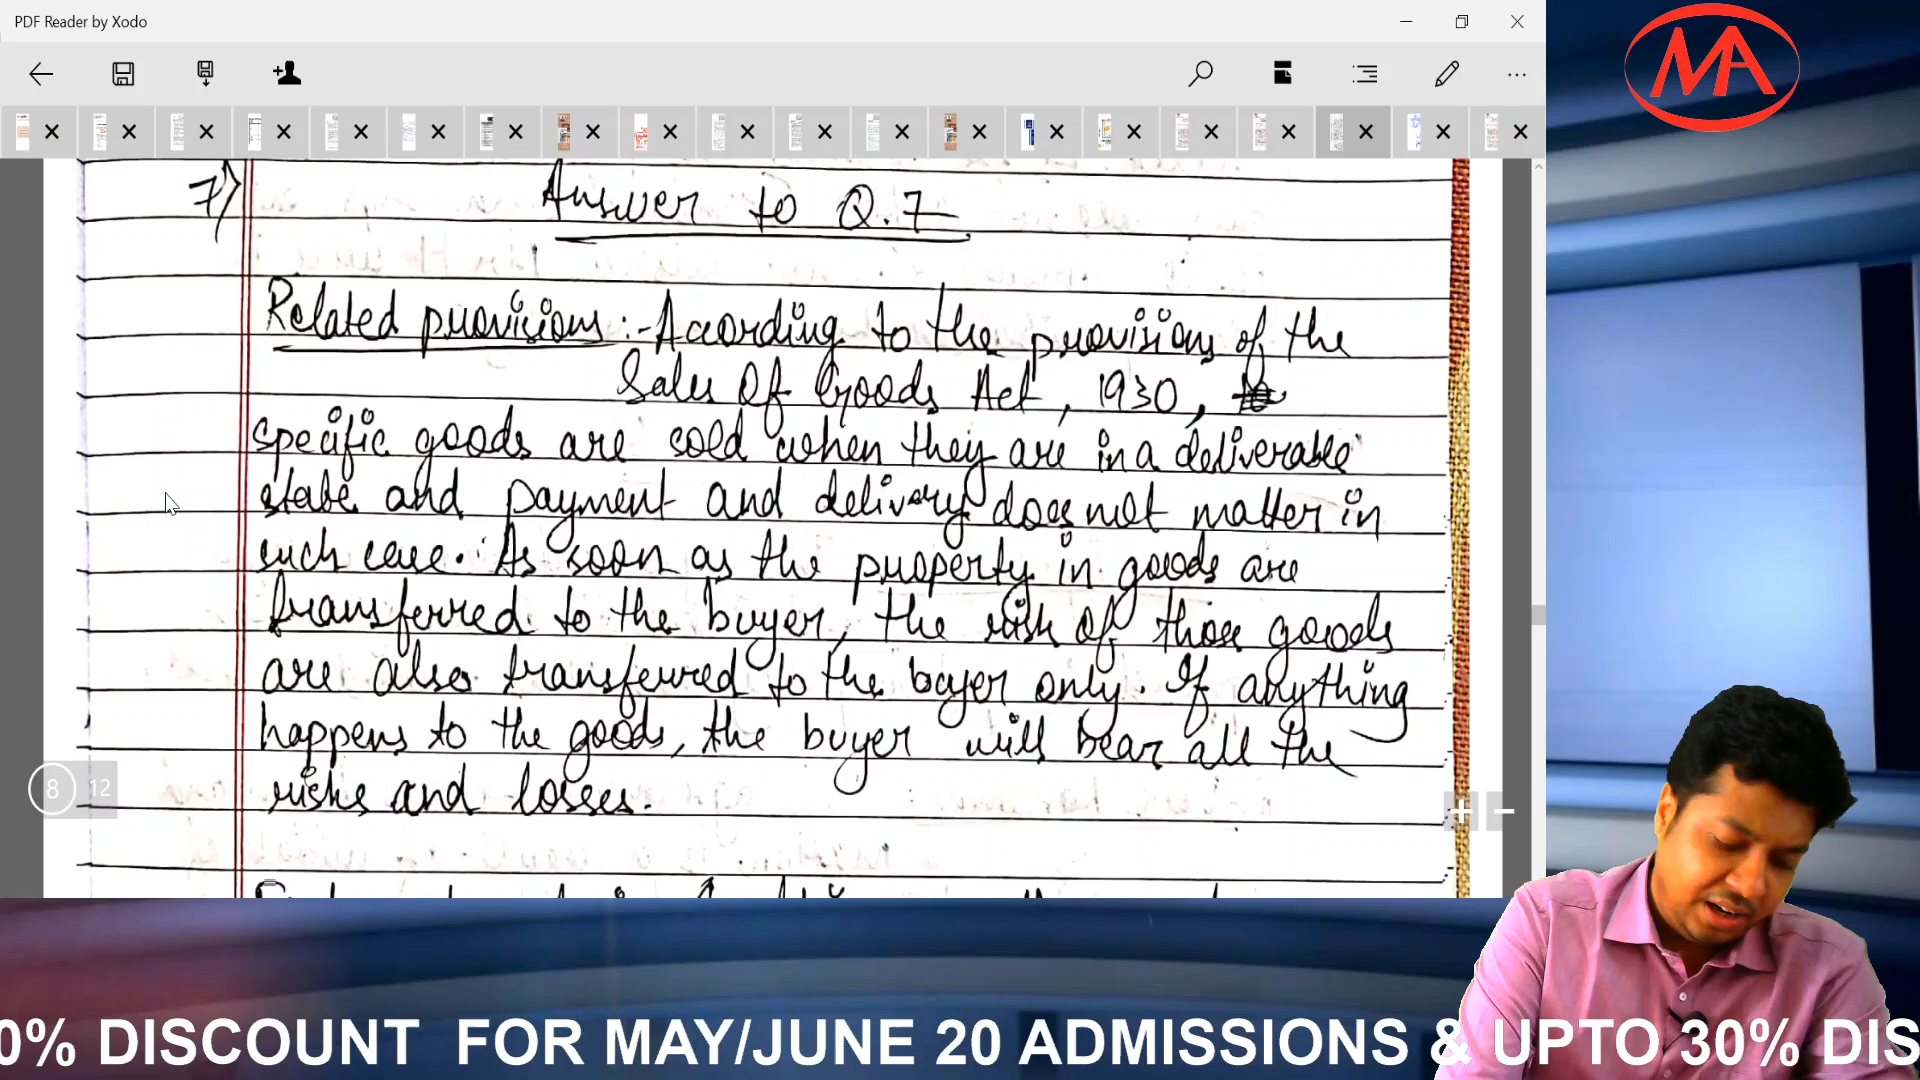 PDF Reader by Xodo
MA
7)
Answer to Q.7
Related provisions :- Acording to the provisions of the
Sales Of Goods Act, 1930,
specific goods are sold when they are in a deliverable
state and payment and delivery does not matter in
such case. As soon as the property in goods are
transferred to the buyer, the risk of those goods
are also transferred to the buyer only. If anything
happens to the goods, the buyer will bear all the
risks and losses.
8 12
0% DISCOUNT FOR MAY/JUNE 20 ADMISSIONS & UPTO 30% DIS